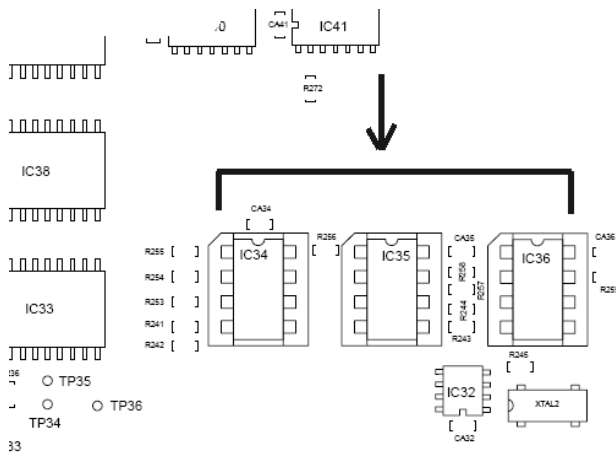 CA41
IC41
R272
IC38
CA34
R255
IC34
R256
IC35
CA35
IC36
CA36
R254
R258
R257
R253
R244
R241
R243
R242
IC33
R245
TP35
TP34
TP36
IC32
XTAL2
CA32